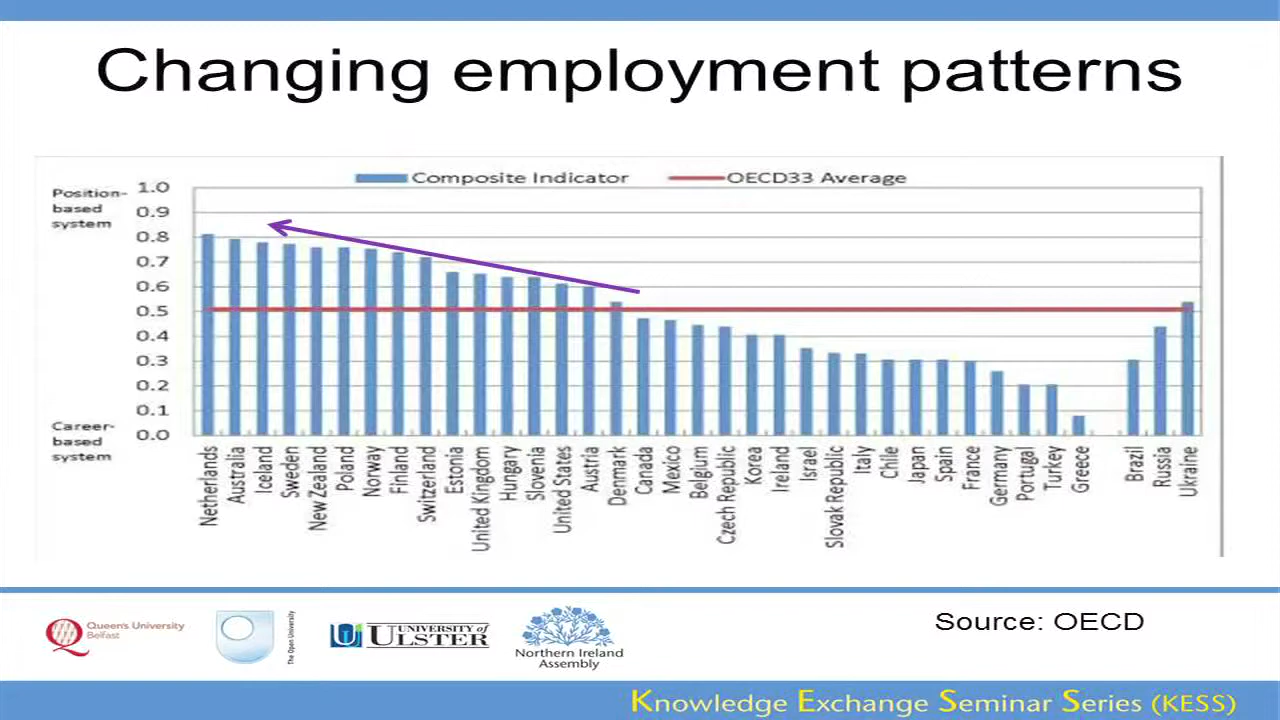 Changing employment patterns
Composite Indicator
OECD33 Average
Position-
based
system
1.0
0.9
0.8
0.7
0.6
0.5
0.4
0.3
0.2
0.1
0.0
Career-
based
system
Netherlands
Australia
Iceland
Sweden
New Zealand
Poland
Norway
Finland
Switzerland
Estonia
United Kingdom
Hungary
Slovenia
United States
Austria
Denmark
Canada
Mexico
Belgium
Czech Republic
Korea
Ireland
Israel
Slovak Republic
Italy
Chile
Japan
Spain
France
Germany
Portugal
Turkey
Greece
Brazil
Russia
Ukraine
Queen's University
Belfast
The Open University
UNIVERSITY OF
ULSTER
Northern Ireland
Assembly
Source: OECD
Knowledge Exchange Seminar Series (KESS)